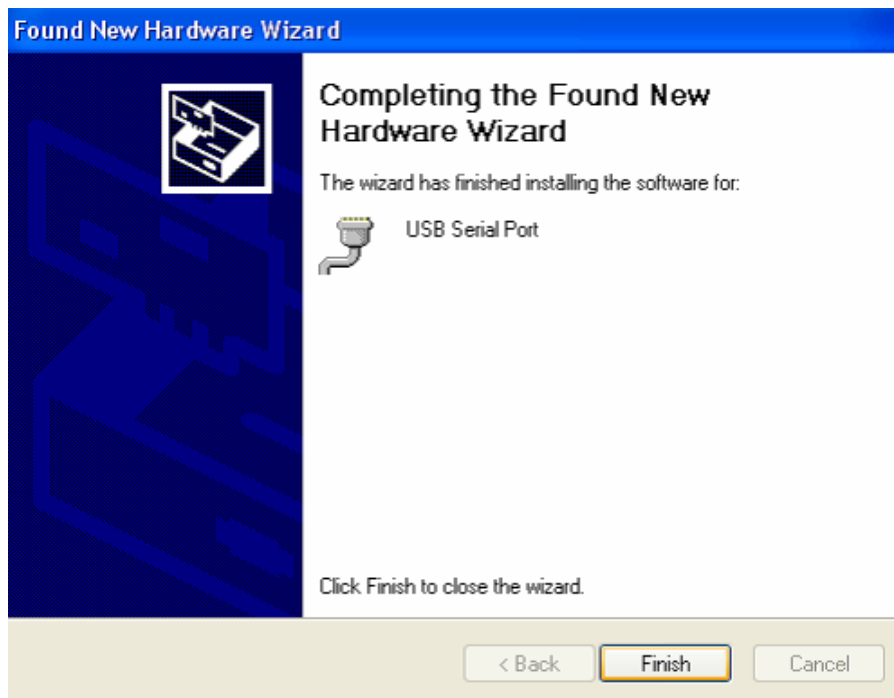 Found New Hardware Wizard
Completing the Found New
Hardware Wizard
The wizard has finished installing the software for:
USB Serial Port
Click Finish to close the wizard.
< Back
Finish
Cancel